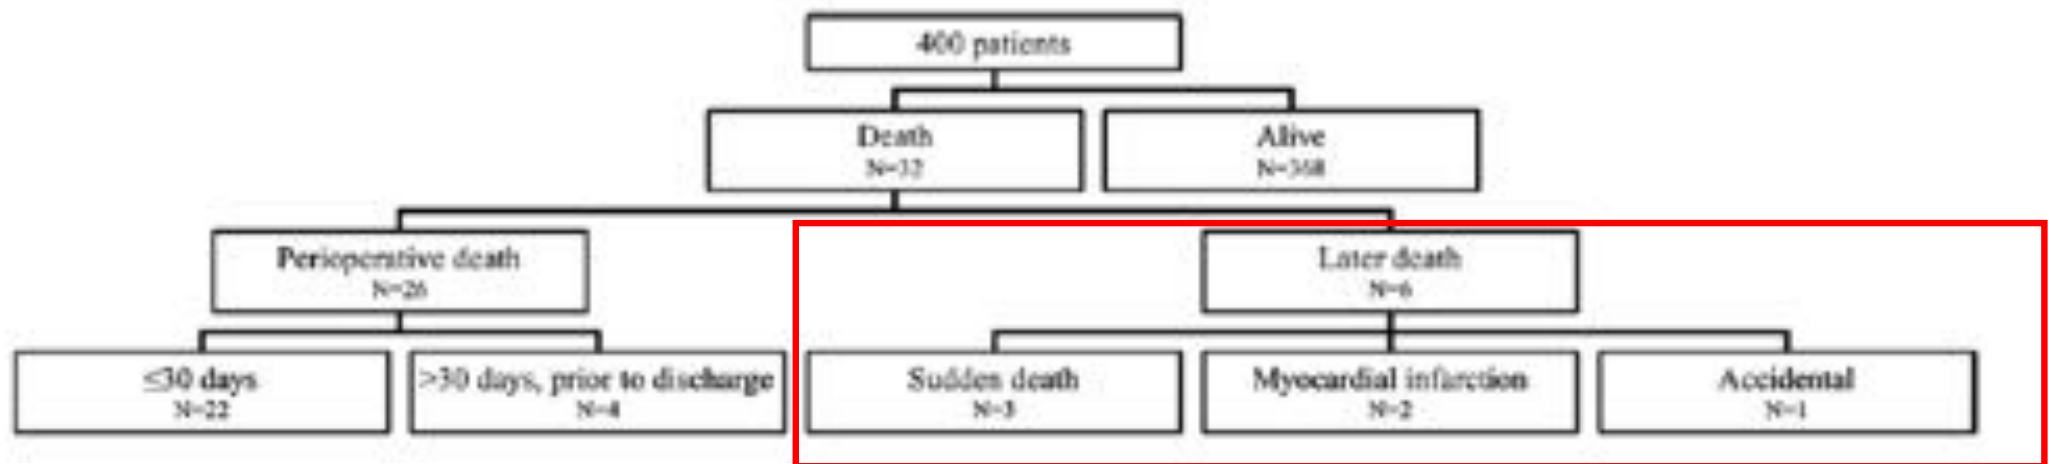 400 patients
Death
N=32
Alive
N=368
Perioperative death
N=26
Later death
N=6
≤30 days
N=22
>30 days, prior to discharge
N=4
Sudden death
N=3
Myocardial infarction
N=2
Accidental
N=1